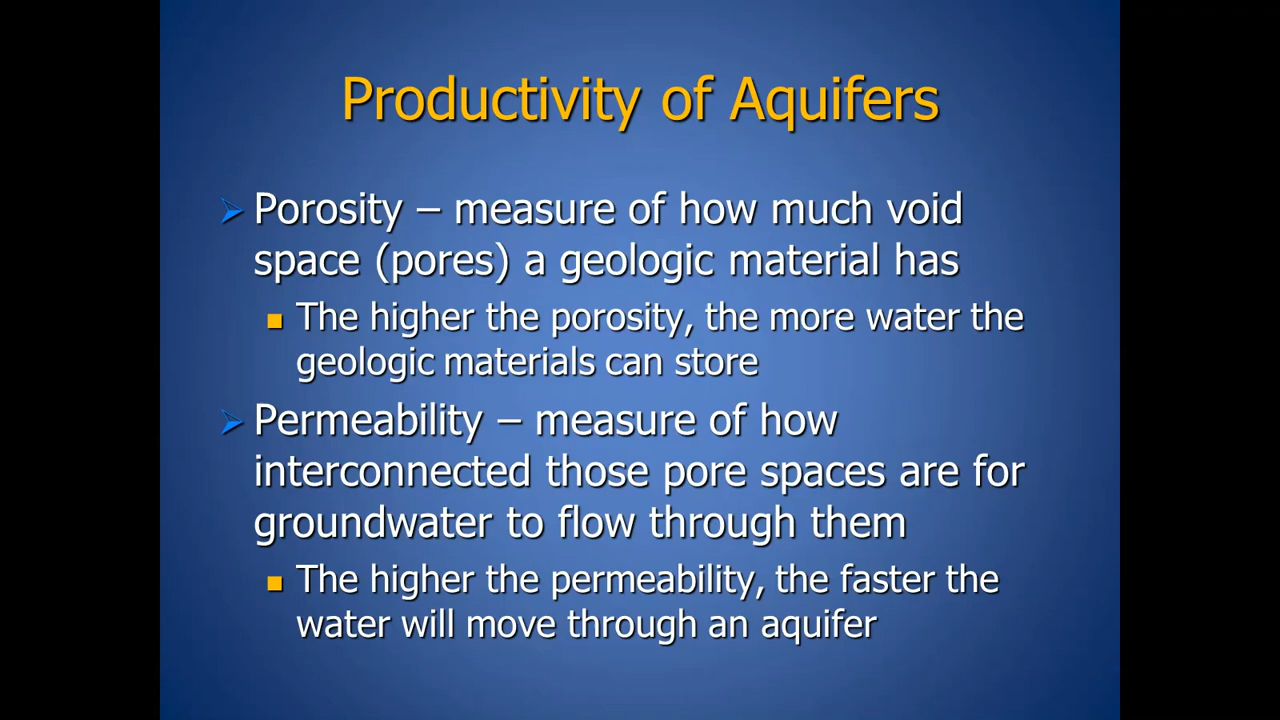 Productivity of Aquifers
Porosity – measure of how much void
space (pores) a geologic material has
The higher the porosity, the more water the
geologic materials can store
Permeability – measure of how
interconnected those pore spaces are for
groundwater to flow through them
The higher the permeability, the faster the
water will move through an aquifer